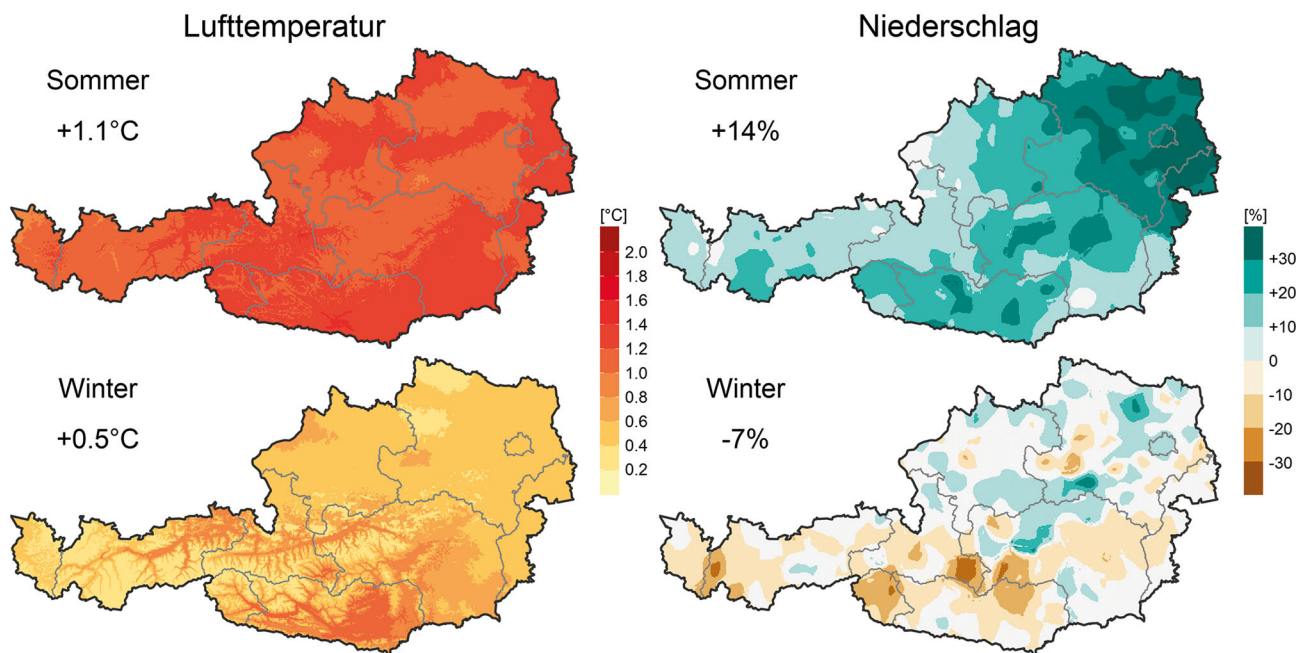 Lufttemperatur
Niederschlag
Sommer
+1.1°C
Sommer
+14%
[°C]
2.0
1.8
1.6
1.4
1.2
1.0
0.8
0.6
0.4
0.2
[%]
+30
+20
+10
0
-10
-20
-30
Winter
+0.5°C
Winter
-7%